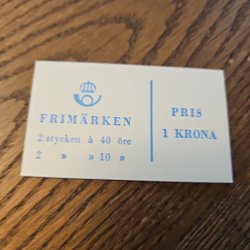 FRIMÄRKEN
2 stycken à 40 öre
2 » » 10 »
PRIS
1 KRONA